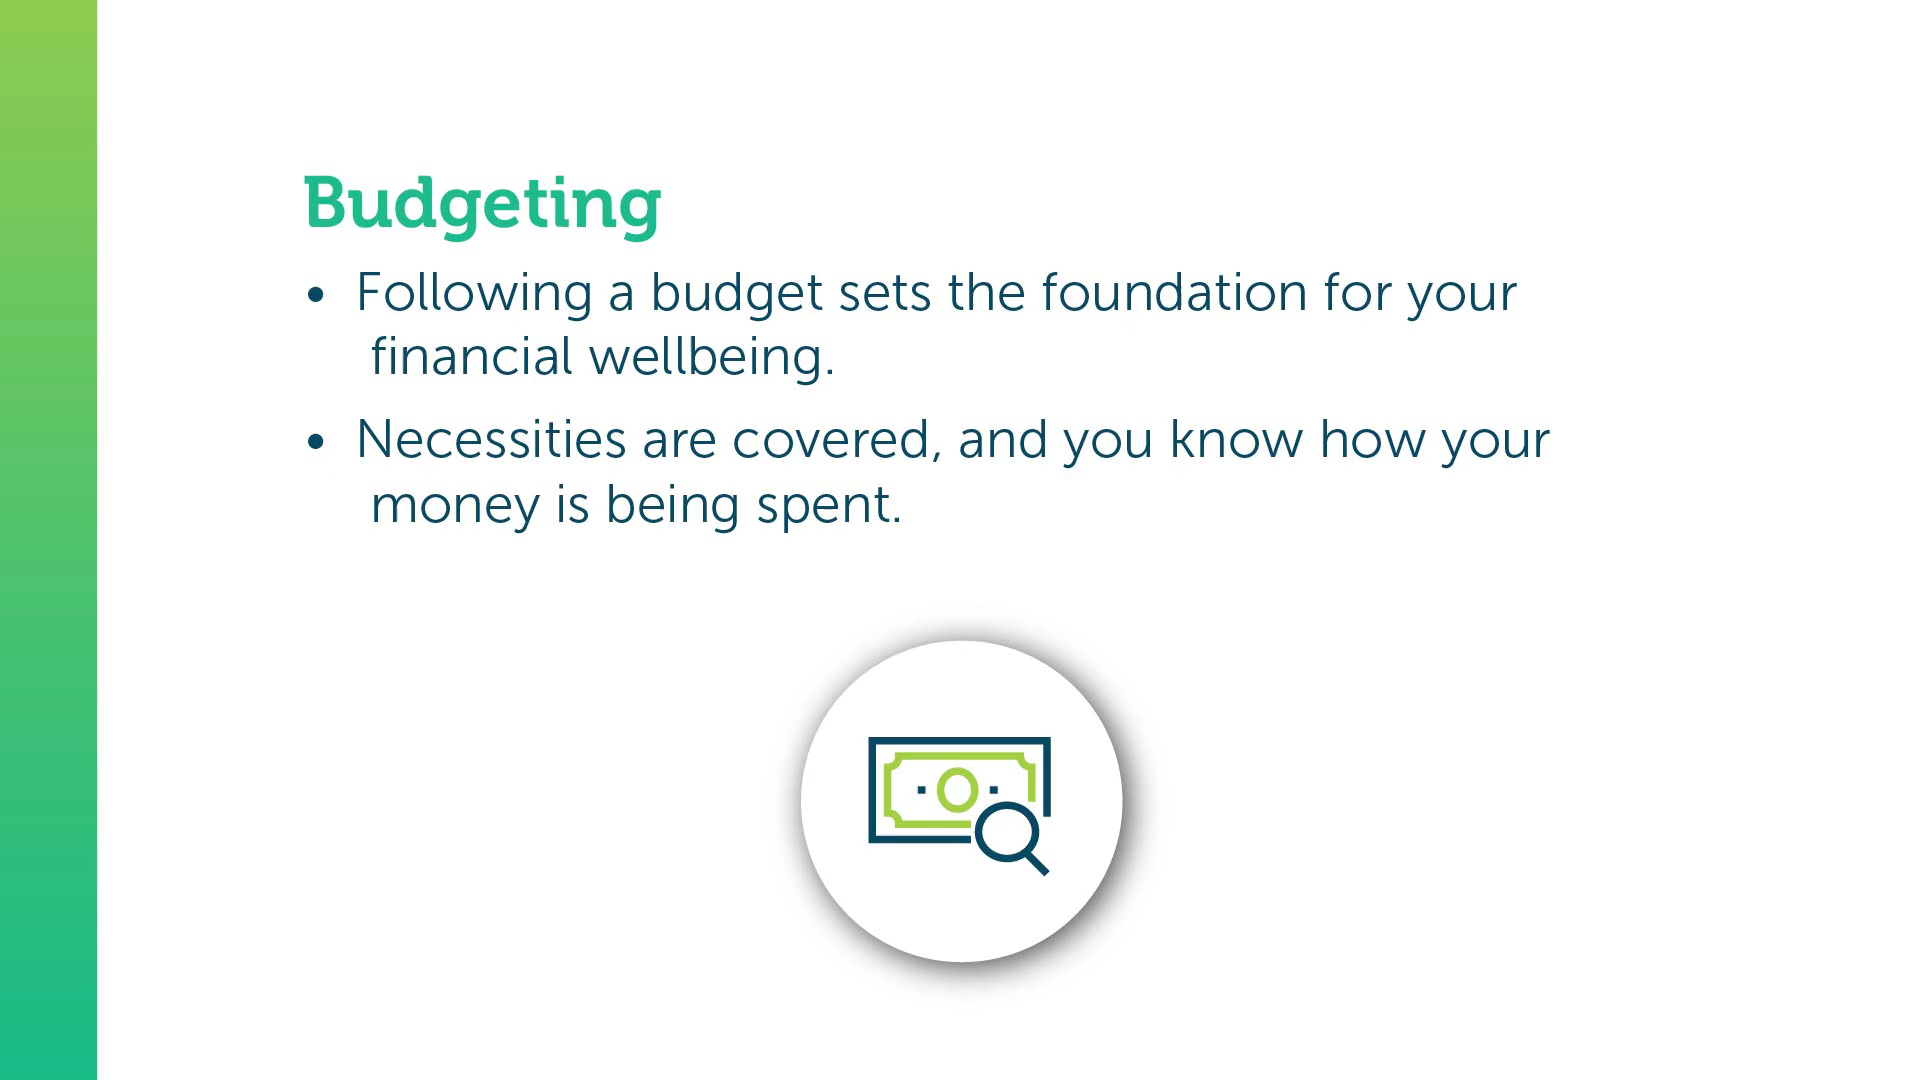 Budgeting
• Following a budget sets the foundation for your
financial wellbeing.
• Necessities are covered, and you know how your
money is being spent.